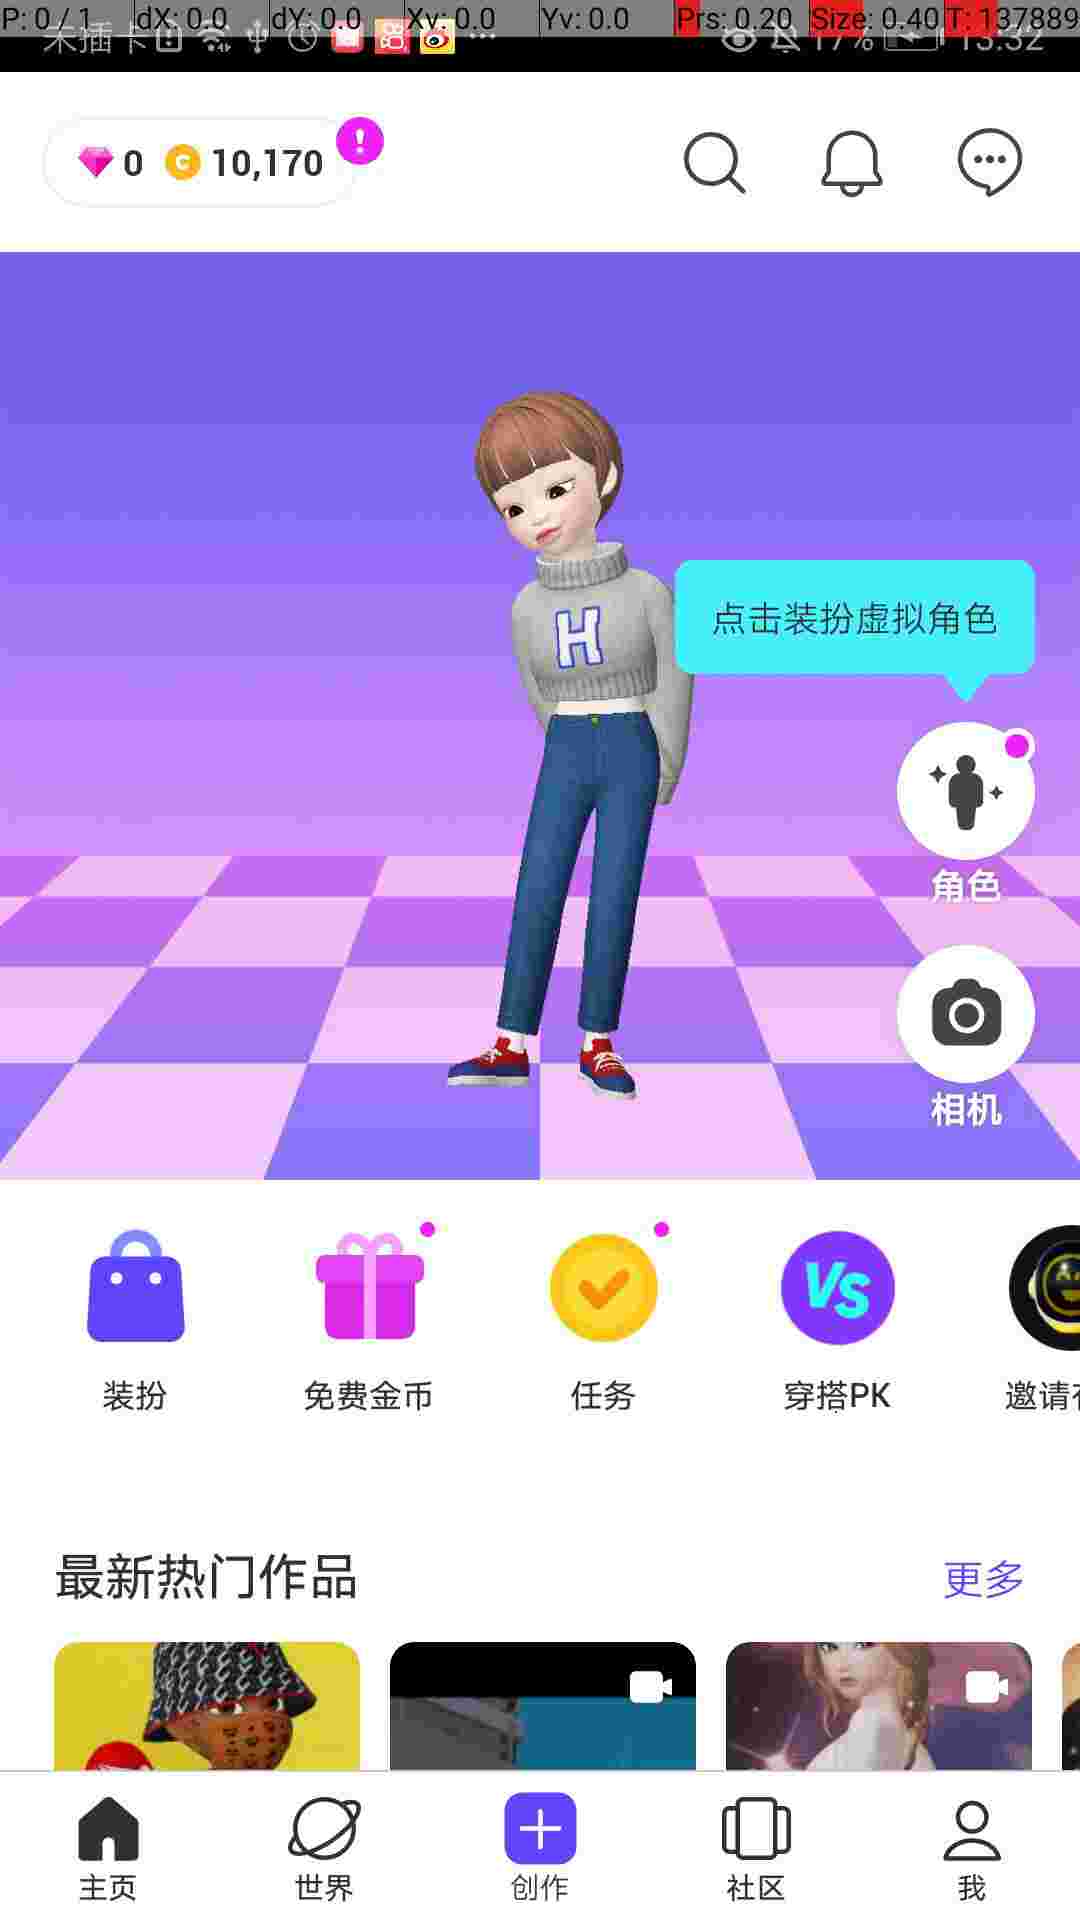 P: 0 / 1 dX: 0.0 dY: 0.0 Xv: 0.0 Yv: 0.0 Prs: 0.20 Size: 0.40 T: 137889
未插卡 17% 13:32
0 C 10,170 !
H
点击装扮虚拟角色
角色
相机
VS
装扮 免费金币 任务 穿搭PK 邀请
最新热门作品 更多
主页 世界 创作 社区 我